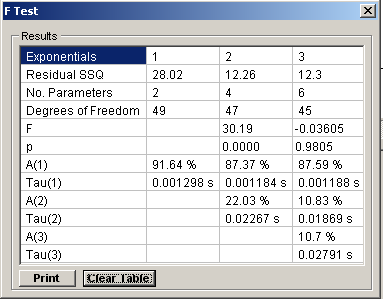 F Test
Results
Exponentials 1 2 3
Residual SSQ 28.02 12.26 12.3
No. Parameters 2 4 6
Degrees of Freedom 49 47 45
F 30.19 -0.03605
p 0.0000 0.9805
A(1) 91.64 % 87.37 % 87.59 %
Tau(1) 0.001298 s 0.001184 s 0.001188 s
A(2) 22.03 % 10.83 %
Tau(2) 0.02267 s 0.01869 s
A(3) 10.7 %
Tau(3) 0.02791 s
Print Clear Table